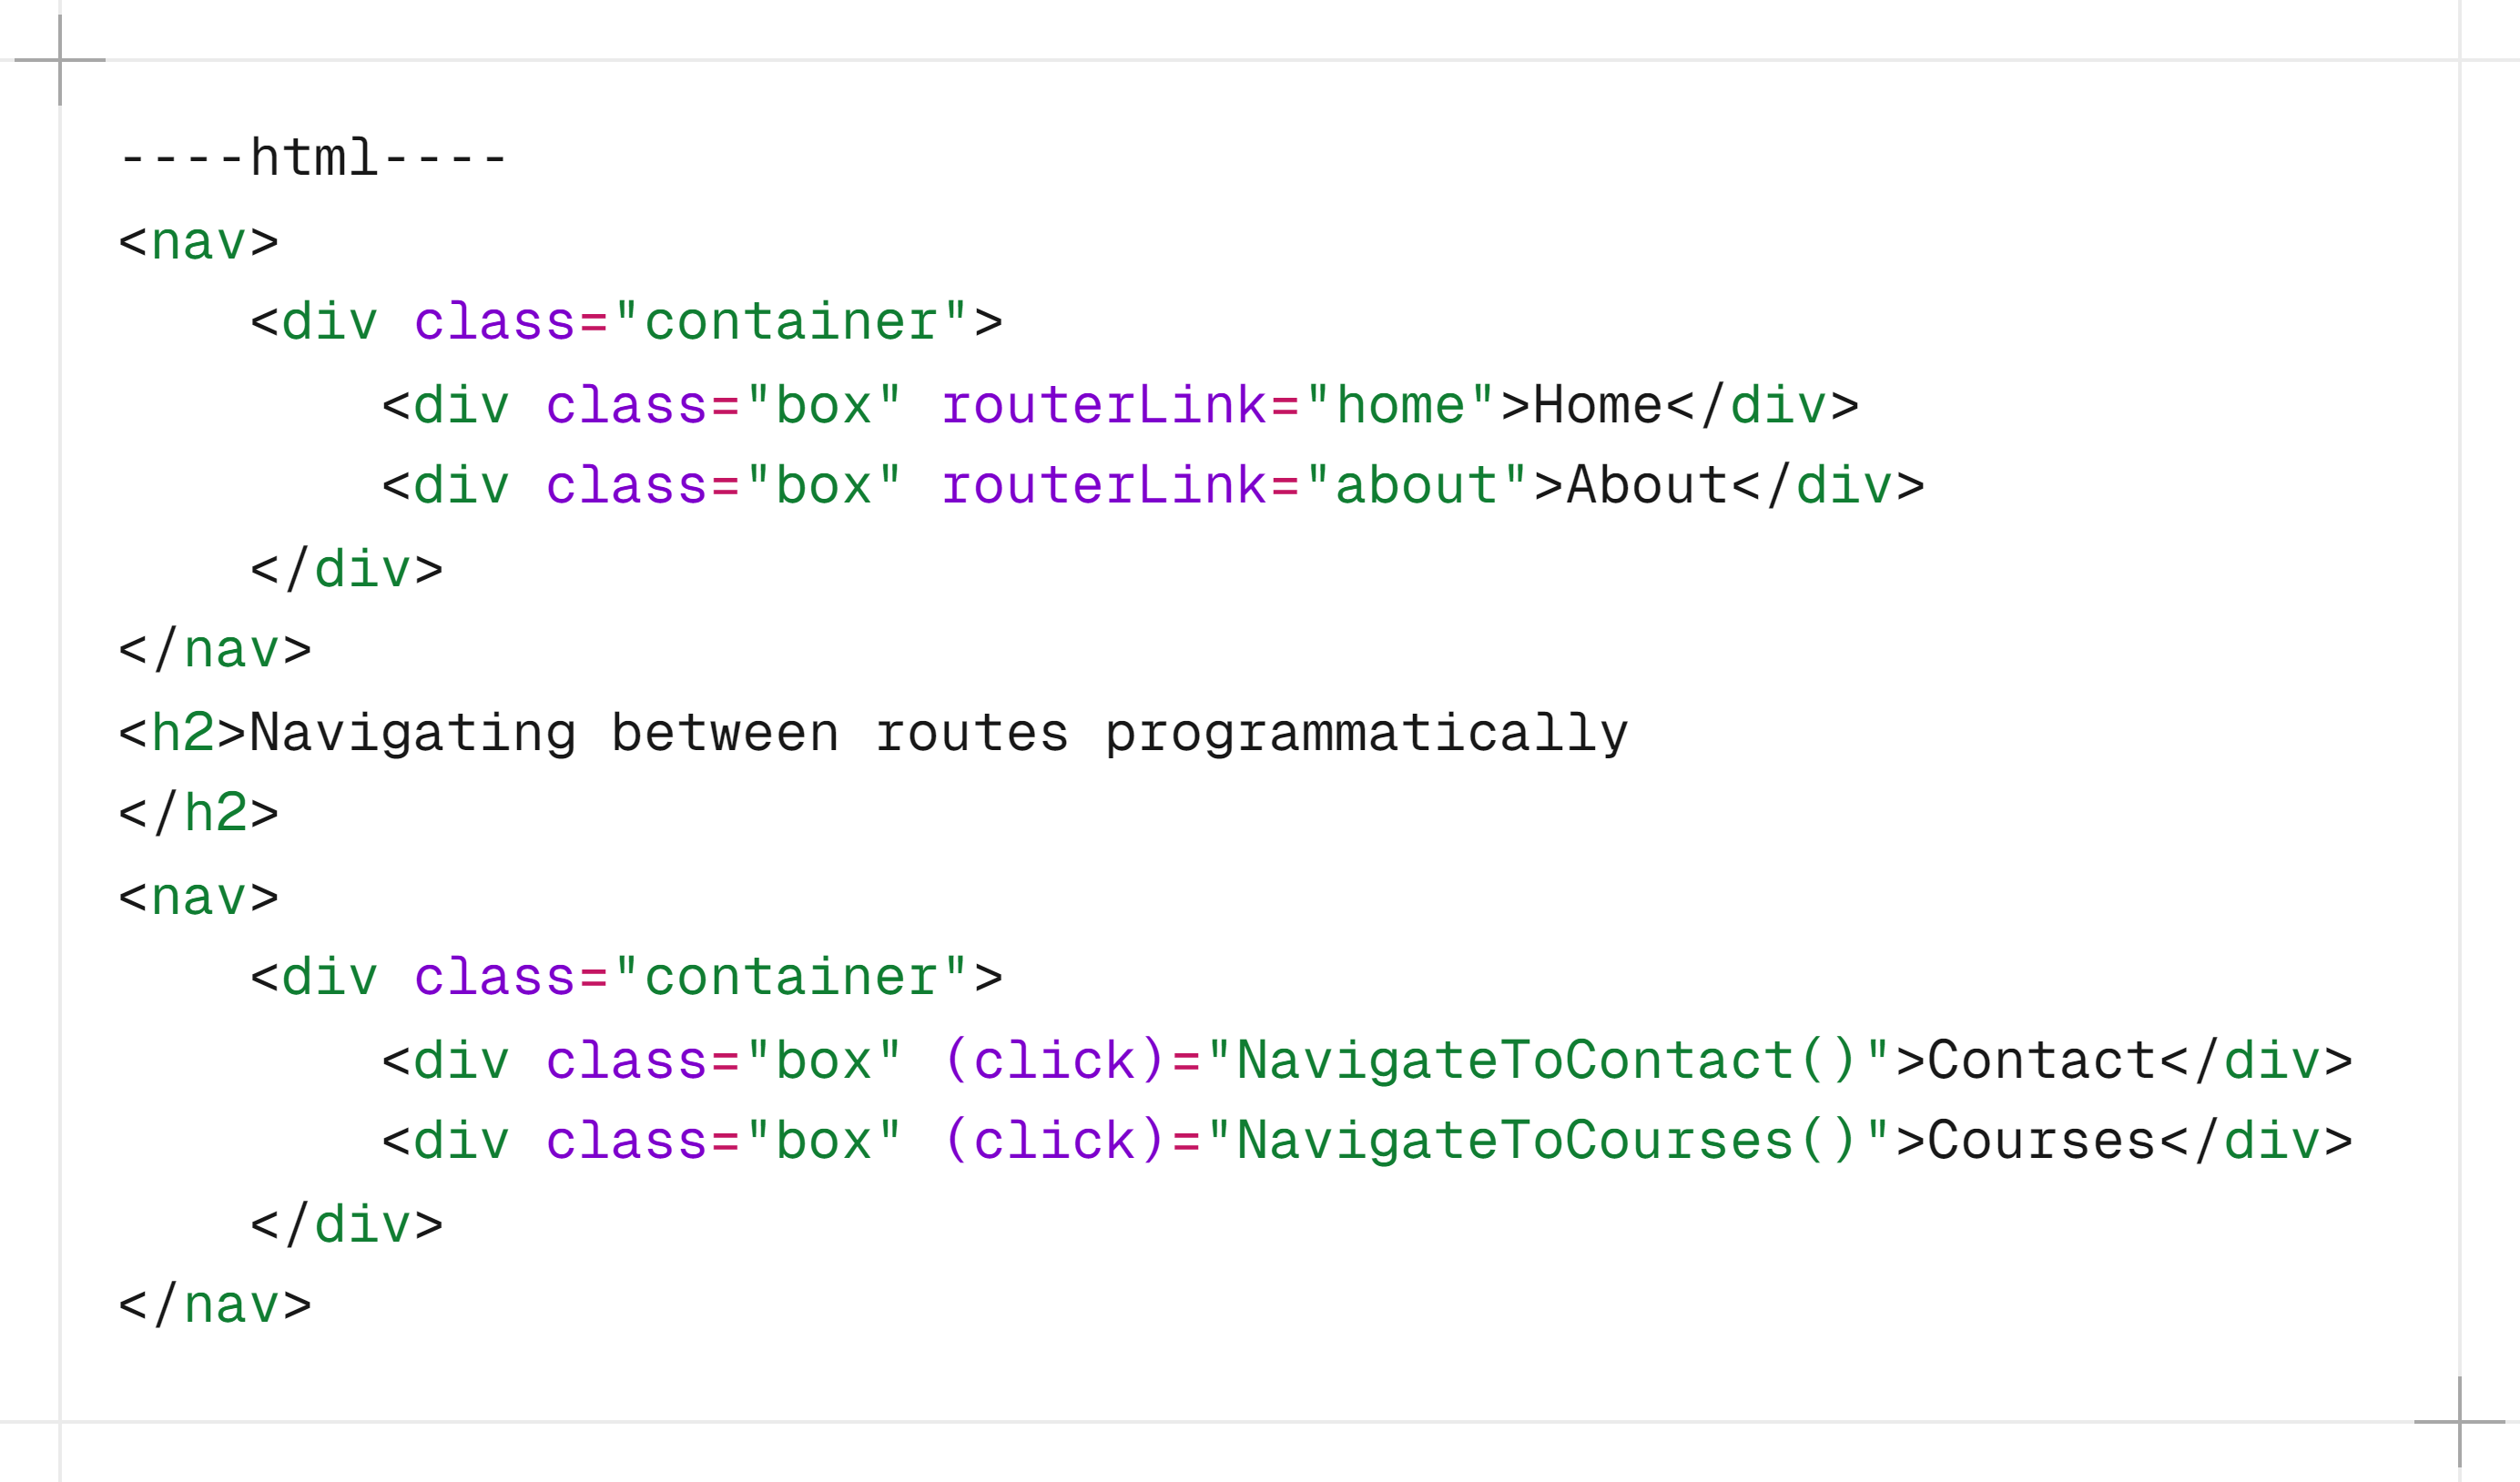 ----html----
<nav>
    <div class="container">
        <div class="box" routerLink="home">Home</div>
        <div class="box" routerLink="about">About</div>
    </div>
</nav>
<h2>Navigating between routes programmatically
</h2>
<nav>
    <div class="container">
        <div class="box" (click)="NavigateToContact()">Contact</div>
        <div class="box" (click)="NavigateToCourses()">Courses</div>
    </div>
</nav>